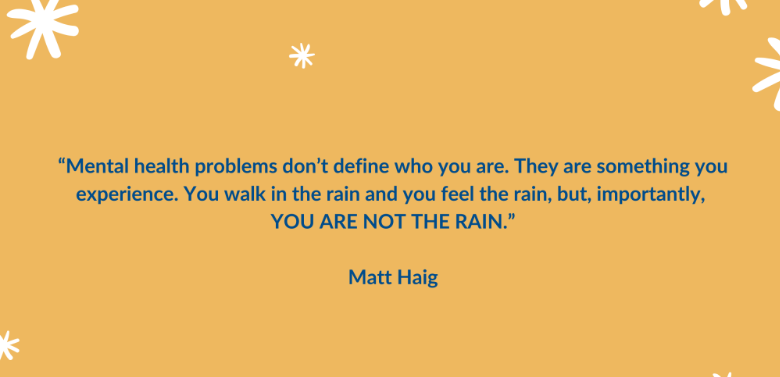 “Mental health problems don’t define who you are. They are something you
experience. You walk in the rain and you feel the rain, but, importantly,
YOU ARE NOT THE RAIN.”
Matt Haig